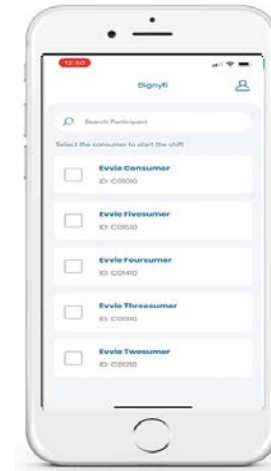 12:50
Dignyfi
Search Participant
Select the consumer to start the shift
Evvie Consumer
ID: C01010
Evvie Fivesumer
ID: C01510
Evvie Foursumer
ID: C01410
Evvie Threesumer
ID: C01310
Evvie Twosumer
ID: C01210